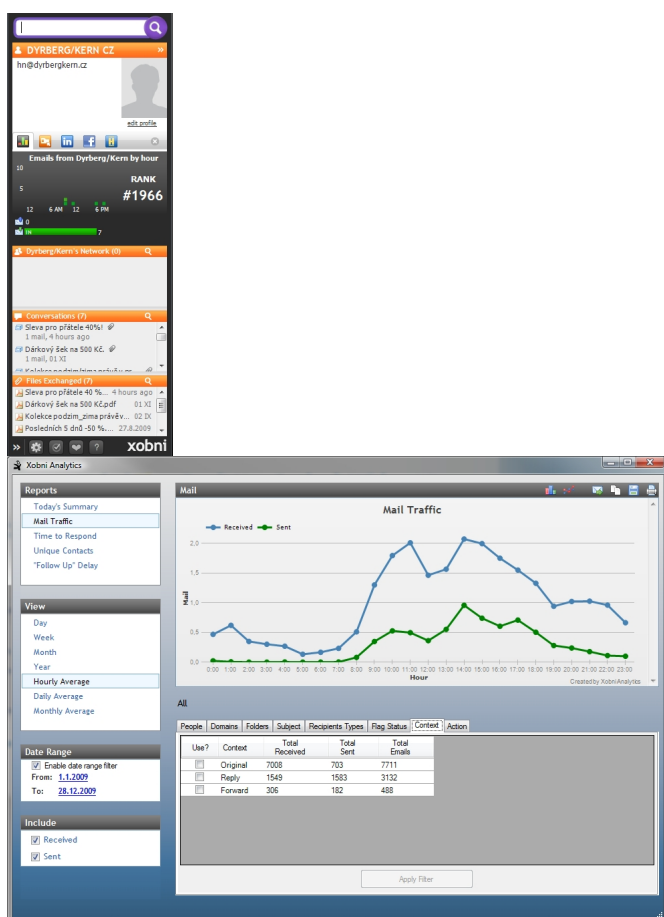 DYRBERG/KERN CZ »
hn@dyrbergkern.cz
edit profile
Emails from Dyrberg/Kern by hour
10
RANK
5
#1966
12 6 AM 12 6 PM
0
IN 7
Dyrberg/Kern's Network (0)
Conversations (7)
Sleva pro přátele 40%!
1 mail, 4 hours ago
Dárkový šek na 500 Kč.
1 mail, 01 XI
Kolekce podzim/zima právě v
Files Exchanged (7)
Sleva pro přátele 40 %... 4 hours ago
Dárkový šek na 500 Kč.pdf 01 XI
Kolekce podzim_zima právě v... 02 IX
Posledních 5 dnů -50 %.... 27.8.2009
» ? xobni
Xobni Analytics
Reports
Today's Summary
Mail Traffic
Time to Respond
Unique Contacts
"Follow Up" Delay
View
Day
Week
Month
Year
Hourly Average
Daily Average
Monthly Average
Date Range
Enable date range filter
From: 1.1.2009
To: 28.12.2009
Include
Received
Sent
Mail
Mail Traffic
Received Sent
2,0
1,5
1,0
0,5
0,0
Mail
0:00 1:00 2:00 3:00 4:00 5:00 6:00 7:00 8:00 9:00 10:00 11:00 12:00 13:00 14:00 15:00 16:00 17:00 18:00 19:00 20:00 21:00 22:00 23:00
Hour
Created by Xobni Analytics
All
People Domains Folders Subject Recipients Types Flag Status Context Action
Use? Context Total Received Total Sent Total Emails
Original 7008 703 7711
Reply 1549 1583 3132
Forward 306 182 488
Apply Filter